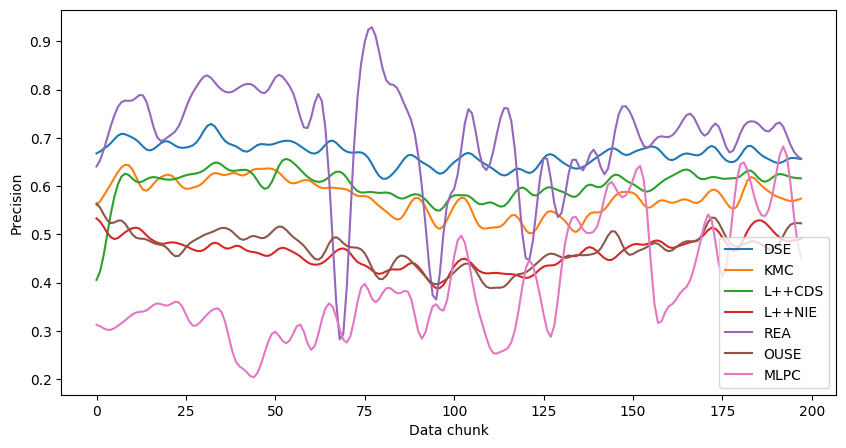 Precision
0.9
0.8
0.7
0.6
0.5
0.4
0.3
0.2
0
25
50
75
100
125
150
175
200
Data chunk
DSE
KMC
L++CDS
L++NIE
REA
OUSE
MLPC